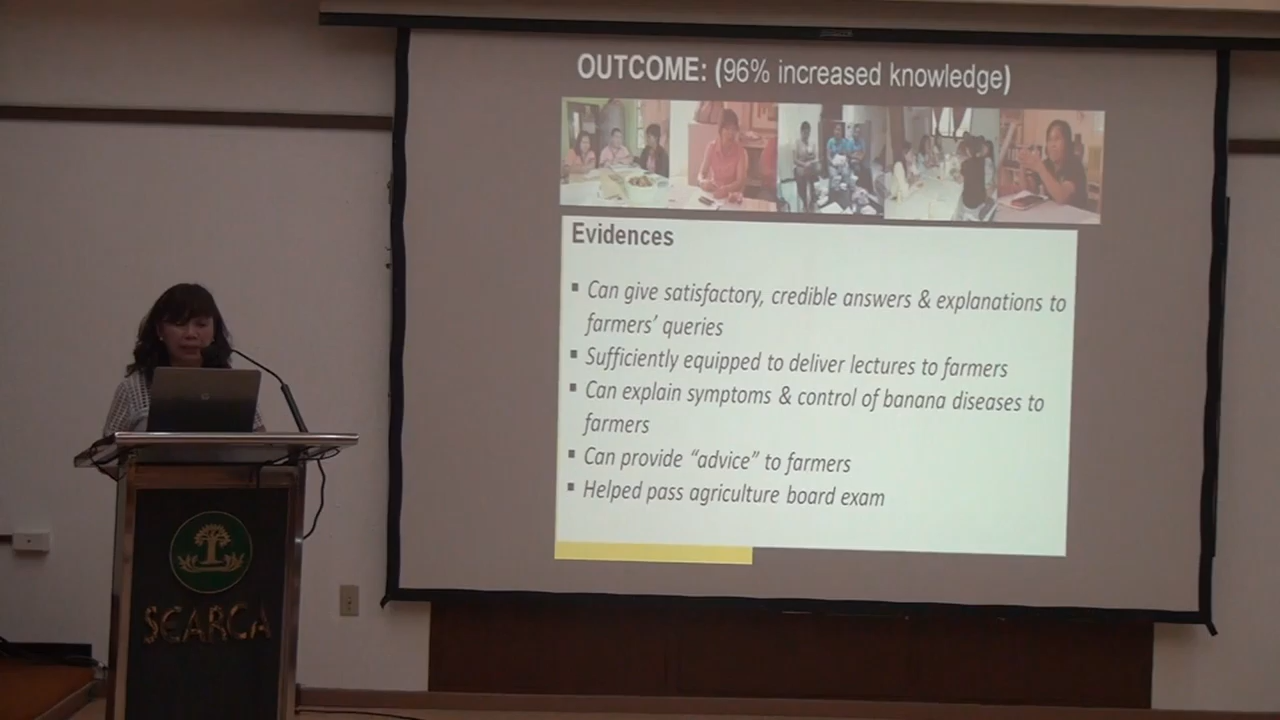 OUTCOME: (96% increased knowledge)
Evidences
▪ Can give satisfactory, credible answers & explanations to
farmers' queries
▪ Sufficiently equipped to deliver lectures to farmers
▪ Can explain symptoms & control of banana diseases to
farmers
▪ Can provide “advice” to farmers
▪ Helped pass agriculture board exam
hp
SEARCA